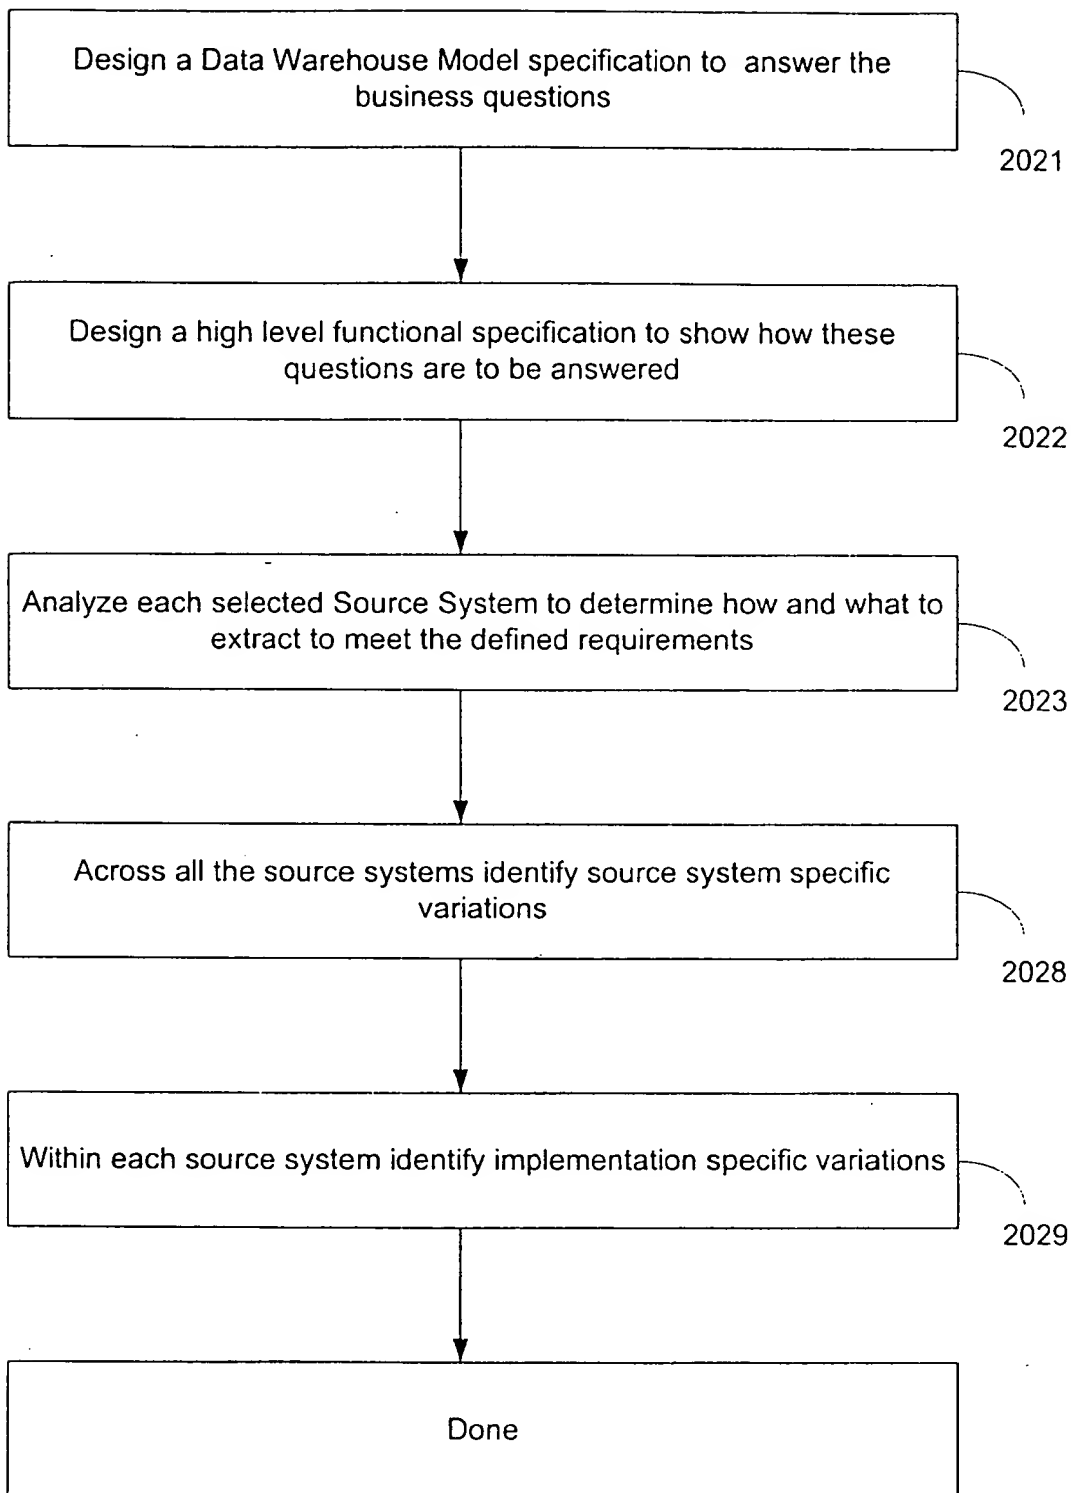 Design a Data Warehouse Model specification to answer the
business questions
2021
Design a high level functional specification to show how these
questions are to be answered
2022
Analyze each selected Source System to determine how and what to
extract to meet the defined requirements
2023
Across all the source systems identify source system specific
variations
2028
Within each source system identify implementation specific variations
2029
Done